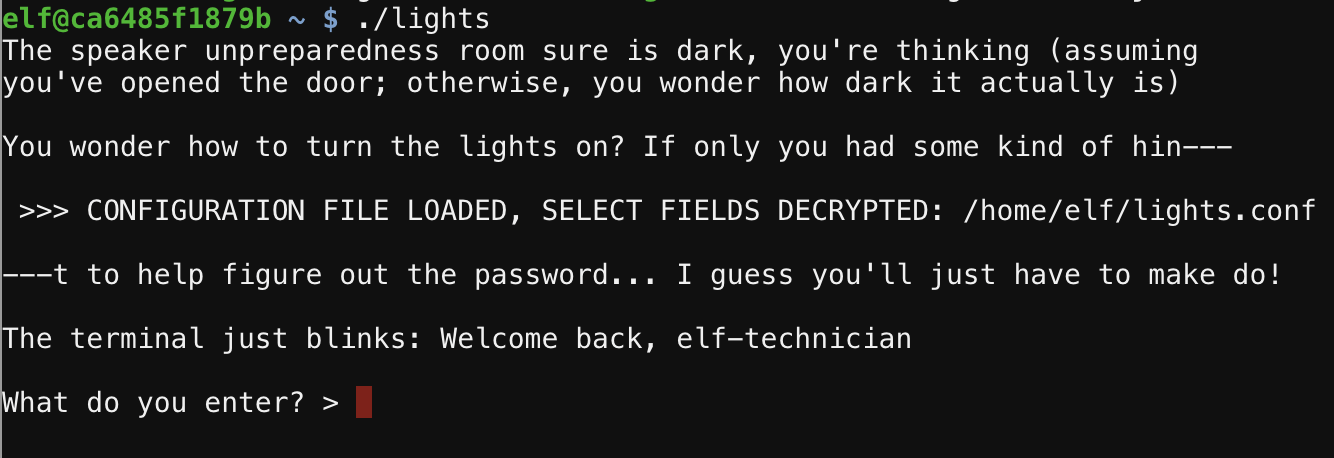 elf@ca6485f1879b ~ $ ./lights
The speaker unpreparedness room sure is dark, you're thinking (assuming
you've opened the door; otherwise, you wonder how dark it actually is)
You wonder how to turn the lights on? If only you had some kind of hin---
>>> CONFIGURATION FILE LOADED, SELECT FIELDS DECRYPTED: /home/elf/lights.conf
---t to help figure out the password... I guess you'll just have to make do!
The terminal just blinks: Welcome back, elf-technician
What do you enter? >